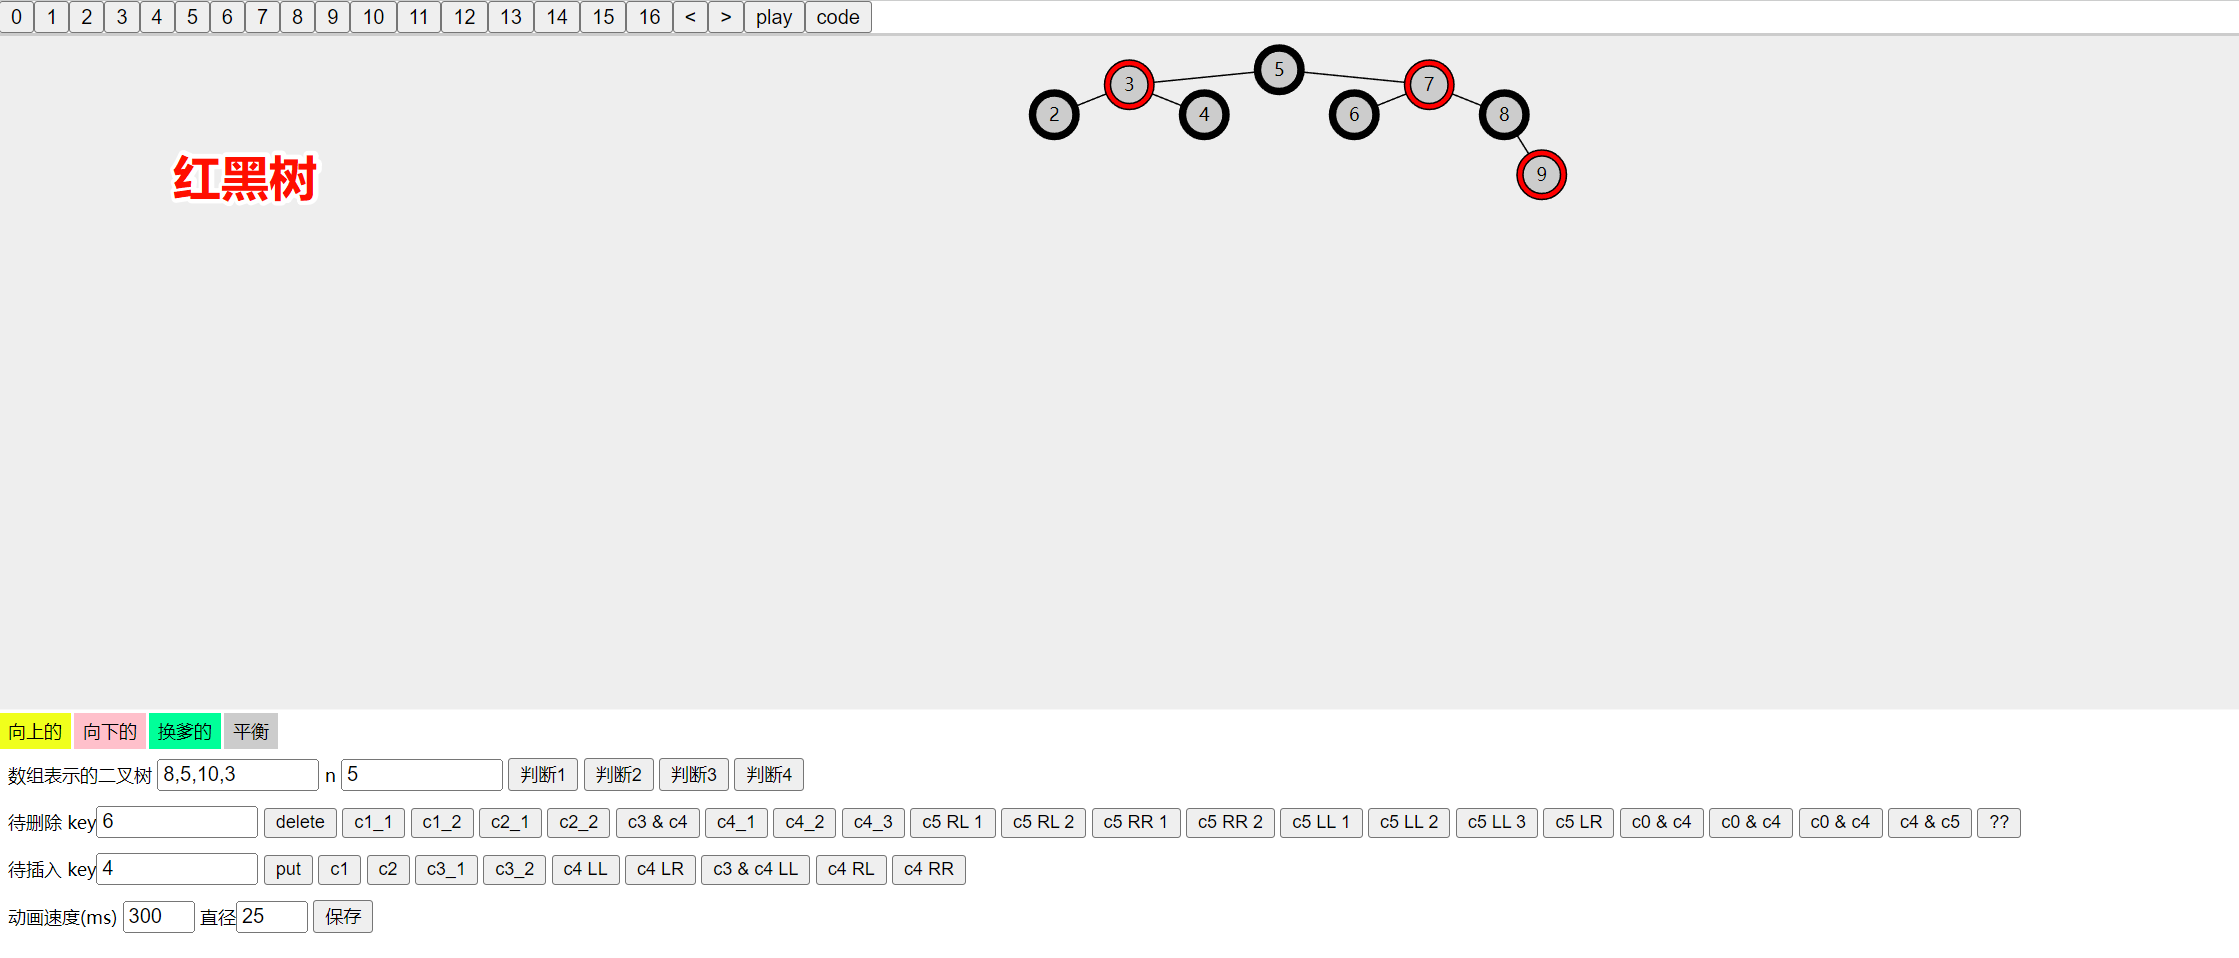 0 1 2 3 4 5 6 7 8 9 10 11 12 13 14 15 16 < > play code
5
3 7
2 4 6 8
9
红黑树
向上的 向下的 换爹的 平衡
数组表示的二叉树 8,5,10,3 n 5 判断1 判断2 判断3 判断4
待删除 key 6 delete c1_1 c1_2 c2_1 c2_2 c3 & c4 c4_1 c4_2 c4_3 c5 RL 1 c5 RL 2 c5 RR 1 c5 RR 2 c5 LL 1 c5 LL 2 c5 LL 3 c5 LR c0 & c4 c0 & c4 c0 & c4 c4 & c5 ??
待插入 key 4 put c1 c2 c3_1 c3_2 c4 LL c4 LR c3 & c4 LL c4 RL c4 RR
动画速度(ms) 300 直径 25 保存